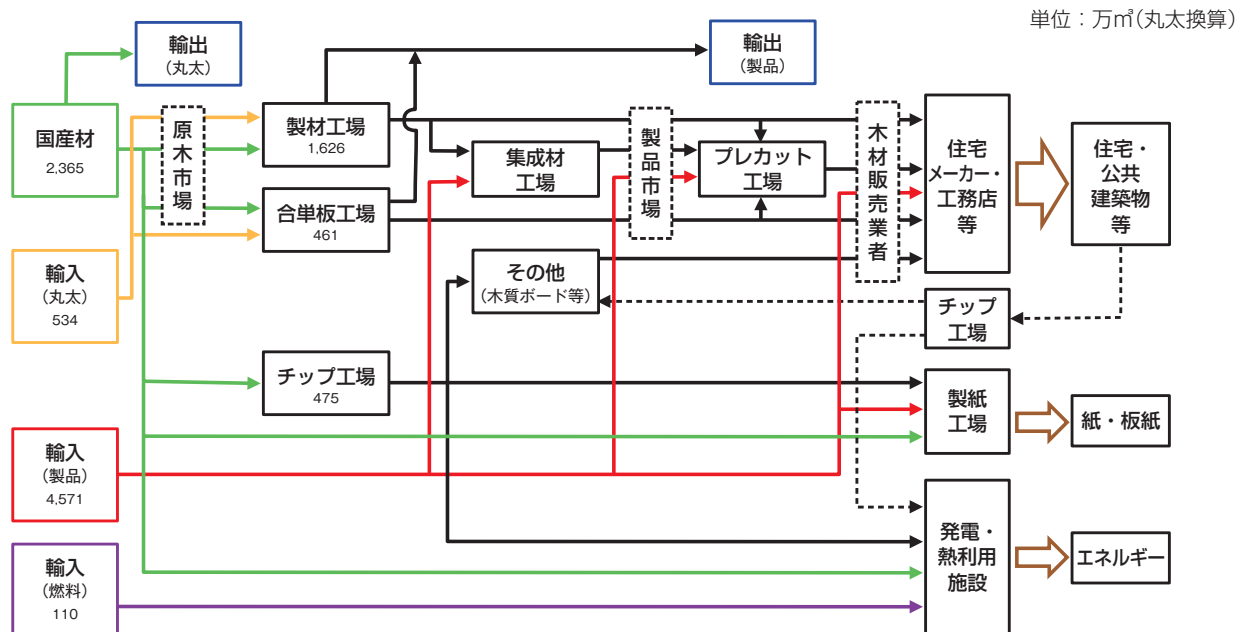 単位：万㎥(丸太換算)
輸出
(丸太)
輸出
(製品)
国産材
2,365
原木市場
製材工場
1,626
集成材
工場
製品市場
プレカット
工場
木材販売業者
住宅
メーカー・
工務店
等
住宅・
公共
建築物
等
合単板工場
461
輸入
(丸太)
534
その他
(木質ボード等)
チップ
工場
チップ工場
475
製紙
工場
紙・板紙
輸入
(製品)
4,571
輸入
(燃料)
110
発電・
熱利用
施設
エネルギー